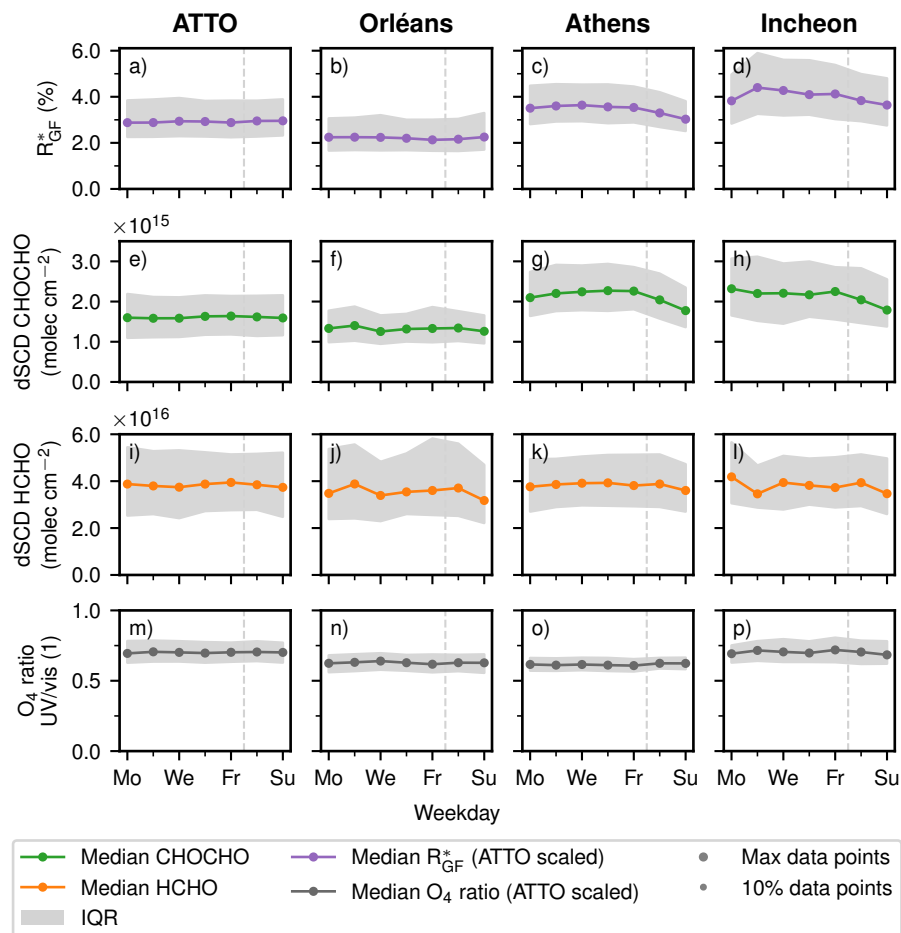 ATTO Orléans Athens Incheon
R*GF (%)
6.0
4.0
2.0
0.0
a) b) c) d)
×10^15
dSCD CHOCHO
(molec cm−2)
3.0
2.0
1.0
0.0
e) f) g) h)
×10^16
dSCD HCHO
(molec cm−2)
6.0
4.0
2.0
0.0
i) j) k) l)
O4 ratio
UV/vis (1)
1.0
0.5
0.0
m) n) o) p)
Mo We Fr Su Mo We Fr Su Mo We Fr Su Mo We Fr Su
Weekday
Median CHOCHO Median R*GF (ATTO scaled) Max data points
Median HCHO Median O4 ratio (ATTO scaled) 10% data points
IQR